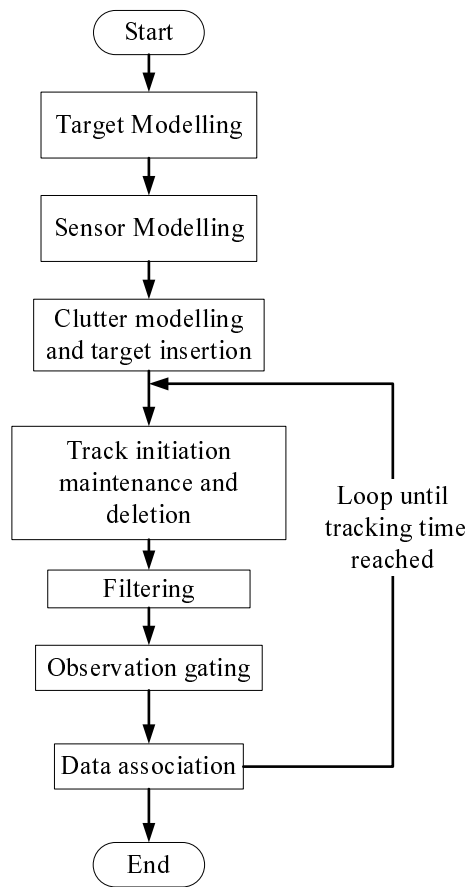 Start
Target Modelling
Sensor Modelling
Clutter modelling
and target insertion
Track initiation
maintenance and
deletion
Loop until
tracking time
reached
Filtering
Observation gating
Data association
End